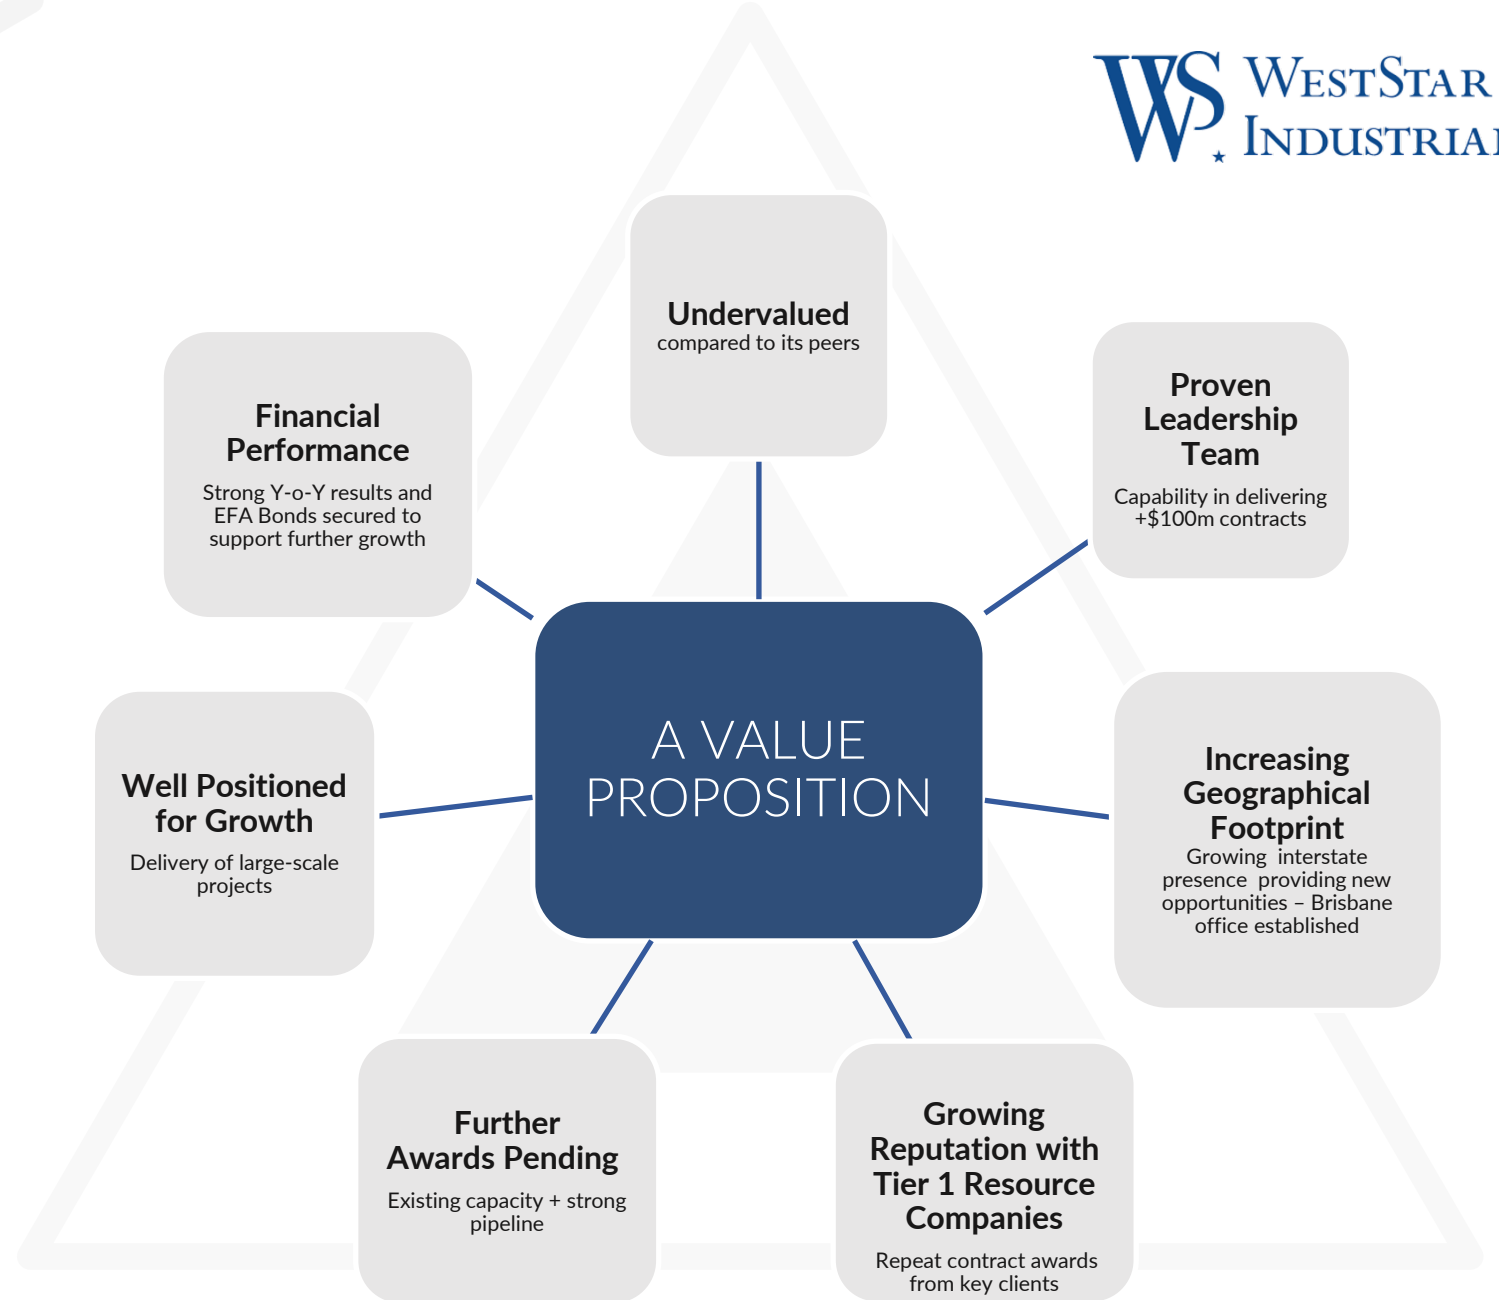 WS WESTSTAR
INDUSTRIAL
Undervalued
compared to its peers
Proven
Leadership
Team
Capability in delivering
+$100m contracts
Increasing
Geographical
Footprint
Growing interstate
presence providing new
opportunities – Brisbane
office established
Growing
Reputation with
Tier 1 Resource
Companies
Repeat contract awards
from key clients
Further
Awards Pending
Existing capacity + strong
pipeline
Well Positioned
for Growth
Delivery of large-scale
projects
Financial
Performance
Strong Y-o-Y results and
EFA Bonds secured to
support further growth
A VALUE
PROPOSITION